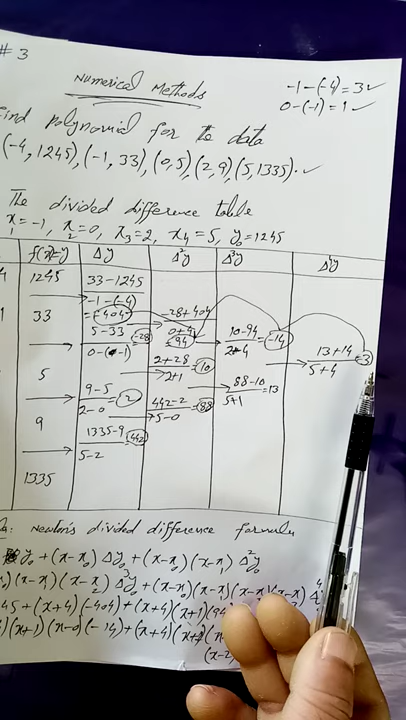 # 3
Numerical Methods
-1-(-4)=3✓
0-(-1)=1✓
Find polynomial for the data
(-4,1245),(-1,33),(0,5),(2,9)(5,1335).✓
The divided difference table
x₁=-1, x₂=0, x₃=2, x₄=5, y₀=1245
f(x)=y Δy Δ²y Δ³y Δ⁴y
1245 33-1245
-1-(-4)
33 =-404 -28+404 10-94 -14
5-33 -28 0+4 =94 2+4 13+14 =3
0-(-1) 2+28 =10 5+4
5 2+1 88-10 =13
9-5 =2 442-2 =88 5+1
2-0 5-0
9 1335-9 =442
5-2
1335
Newton's divided difference formula
y₀+(x-x₀)Δy₀+(x-x₀)(x-x₁)Δ²y₀
(x-x₁)(x-x₂)Δ³y₀+(x-x₀)(x-x₁)(x-x₂)(x-x₃)Δ⁴
45+(x+4)(-404)+(x+4)(x+1)(94)
(x+1)(x-0)(-14)+(x+4)(x+1)
(x-2)